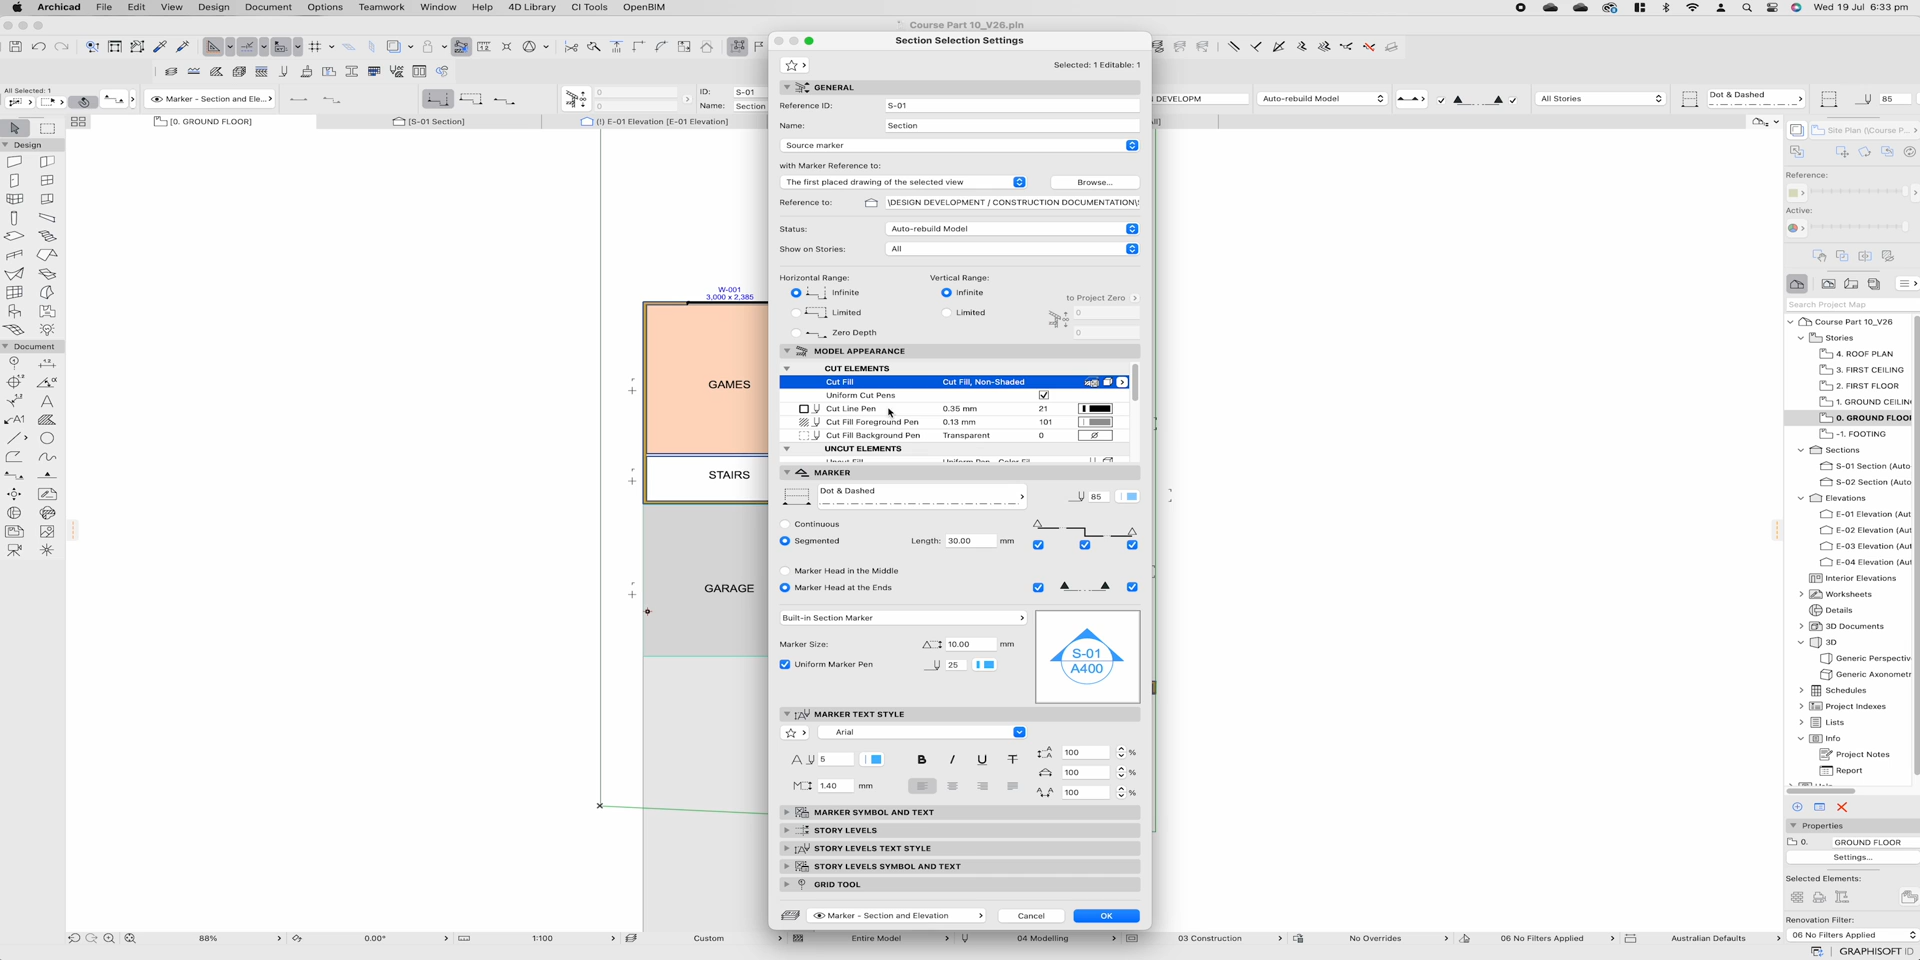 Archicad File Edit View Design Document Options Teamwork Window Help 4D Library CI Tools OpenBIM Wed 19 Jul 6:33 pm
Course Part 10_V26.pln
Section Selection Settings
Selected: 1 Editable: 1
GENERAL
All Selected: 1
Marker - Section and Ele...
0
0
ID: S-01
Name: Section
N DEVELOPM
Auto-rebuild Model
All Stories
Dot & Dashed
85
[0. GROUND FLOOR]
[S-01 Section]
(!) E-01 Elevation [E-01 Elevation]
Design
Document
Reference ID: S-01
Name: Section
Source marker
with Marker Reference to:
The first placed drawing of the selected view
Browse...
Reference to: \DESIGN DEVELOPMENT / CONSTRUCTION DOCUMENTATION\
Status: Auto-rebuild Model
Show on Stories: All
Horizontal Range: Vertical Range:
Infinite Infinite to Project Zero
Limited Limited 0
Zero Depth 0
MODEL APPEARANCE
CUT ELEMENTS
Cut Fill Cut Fill, Non-Shaded
Uniform Cut Pens
Cut Line Pen 0.35 mm 21
Cut Fill Foreground Pen 0.13 mm 101
Cut Fill Background Pen Transparent 0
UNCUT ELEMENTS
MARKER
Dot & Dashed 85
Continuous
Segmented Length: 30.00 mm
Marker Head in the Middle
Marker Head at the Ends
Built-in Section Marker
Marker Size: 10.00 mm
Uniform Marker Pen 25
S-01
A400
MARKER TEXT STYLE
Arial
5 B I U T 100 %
100 %
1.40 mm 100 %
MARKER SYMBOL AND TEXT
STORY LEVELS
STORY LEVELS TEXT STYLE
STORY LEVELS SYMBOL AND TEXT
GRID TOOL
Marker - Section and Elevation Cancel OK
W-001
3,000 x 2,385
GAMES
STAIRS
GARAGE
Site Plan (\Course P...
Reference:
Active:
Search Project Map
Course Part 10_V26
Stories
4. ROOF PLAN
3. FIRST CEILING
2. FIRST FLOOR
1. GROUND CEILIN
0. GROUND FLOOR
-1. FOOTING
Sections
S-01 Section (Auto
S-02 Section (Auto
Elevations
E-01 Elevation (Aut
E-02 Elevation (Aut
E-03 Elevation (Aut
E-04 Elevation (Aut
Interior Elevations
Worksheets
Details
3D Documents
3D
Generic Perspectiv
Generic Axonometr
Schedules
Project Indexes
Lists
Info
Project Notes
Report
Properties
0. GROUND FLOOR
Settings...
Selected Elements:
Renovation Filter:
06 No Filters Applied
88% 0.00° 1:100 Custom Entire Model 04 Modelling 03 Construction No Overrides 06 No Filters Applied Australian Defaults
GRAPHISOFT ID